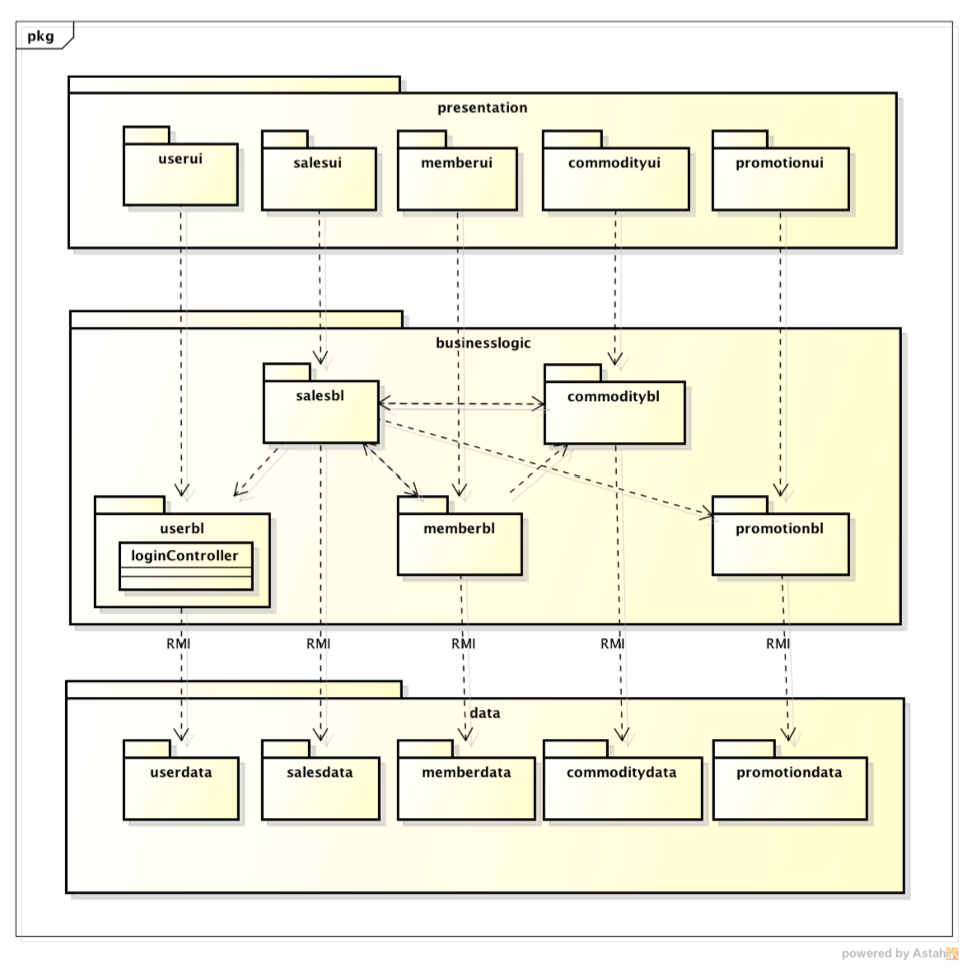 pkg
presentation
userui
salesui
memberui
commodityui
promotionui
businesslogic
salesbl
commoditybl
userbl
loginController
memberbl
promotionbl
RMI
RMI
RMI
RMI
RMI
data
userdata
salesdata
memberdata
commoditydata
promotiondata
powered by Astah